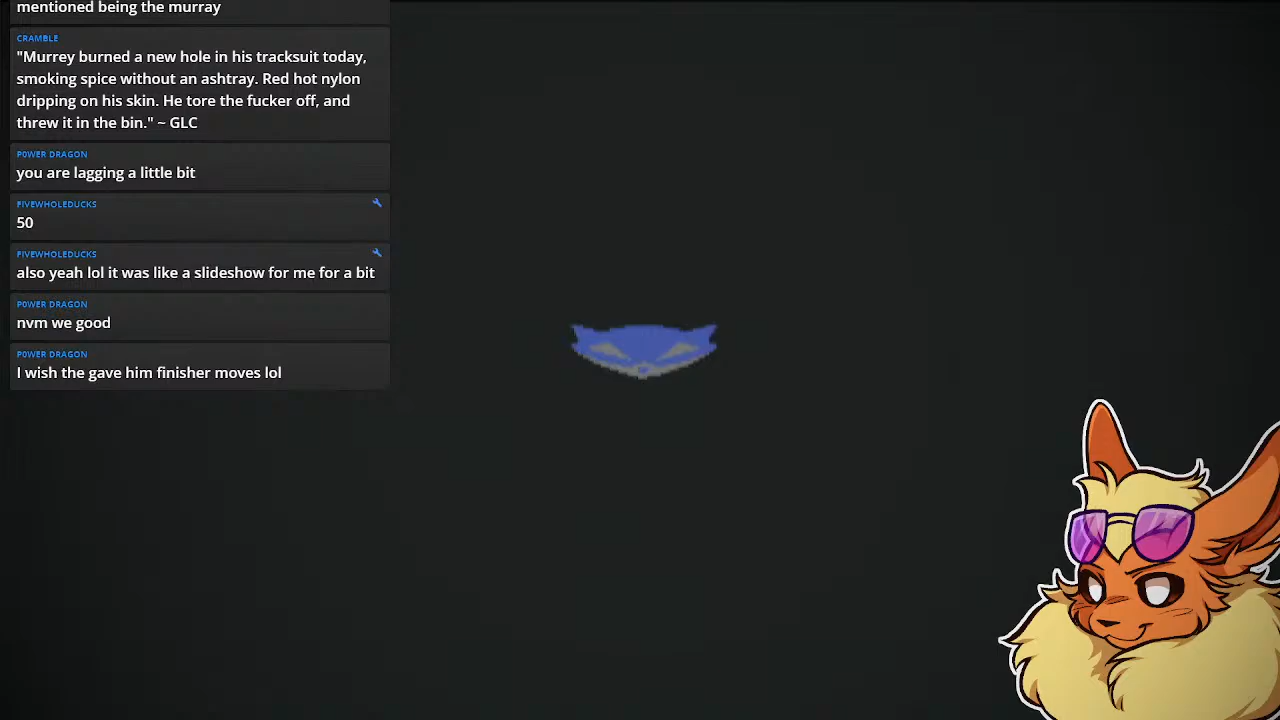 mentioned being the murray
CRAMBLE
"Murrey burned a new hole in his tracksuit today,
smoking spice without an ashtray. Red hot nylon
dripping on his skin. He tore the fucker off, and
threw it in the bin." ~ GLC
P0WER DRAGON
you are lagging a little bit
FIVEWHOLEDUCKS
50
FIVEWHOLEDUCKS
also yeah lol it was like a slideshow for me for a bit
P0WER DRAGON
nvm we good
P0WER DRAGON
I wish the gave him finisher moves lol